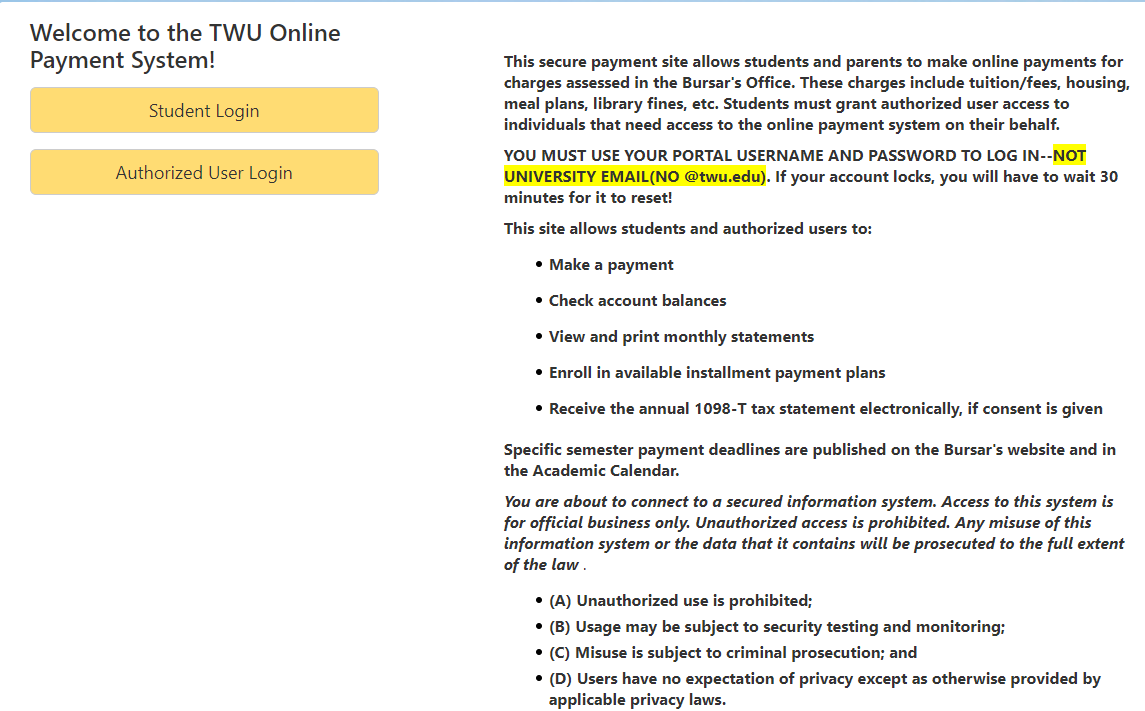 Welcome to the TWU Online
Payment System!
Student Login
Authorized User Login
This secure payment site allows students and parents to make online payments for
charges assessed in the Bursar's Office. These charges include tuition/fees, housing,
meal plans, library fines, etc. Students must grant authorized user access to
individuals that need access to the online payment system on their behalf.
YOU MUST USE YOUR PORTAL USERNAME AND PASSWORD TO LOG IN--NOT
UNIVERSITY EMAIL(NO @twu.edu). If your account locks, you will have to wait 30
minutes for it to reset!
This site allows students and authorized users to:
• Make a payment
• Check account balances
• View and print monthly statements
• Enroll in available installment payment plans
• Receive the annual 1098-T tax statement electronically, if consent is given
Specific semester payment deadlines are published on the Bursar's website and in
the Academic Calendar.
You are about to connect to a secured information system. Access to this system is
for official business only. Unauthorized access is prohibited. Any misuse of this
information system or the data that it contains will be prosecuted to the full extent
of the law .
• (A) Unauthorized use is prohibited;
• (B) Usage may be subject to security testing and monitoring;
• (C) Misuse is subject to criminal prosecution; and
• (D) Users have no expectation of privacy except as otherwise provided by
applicable privacy laws.